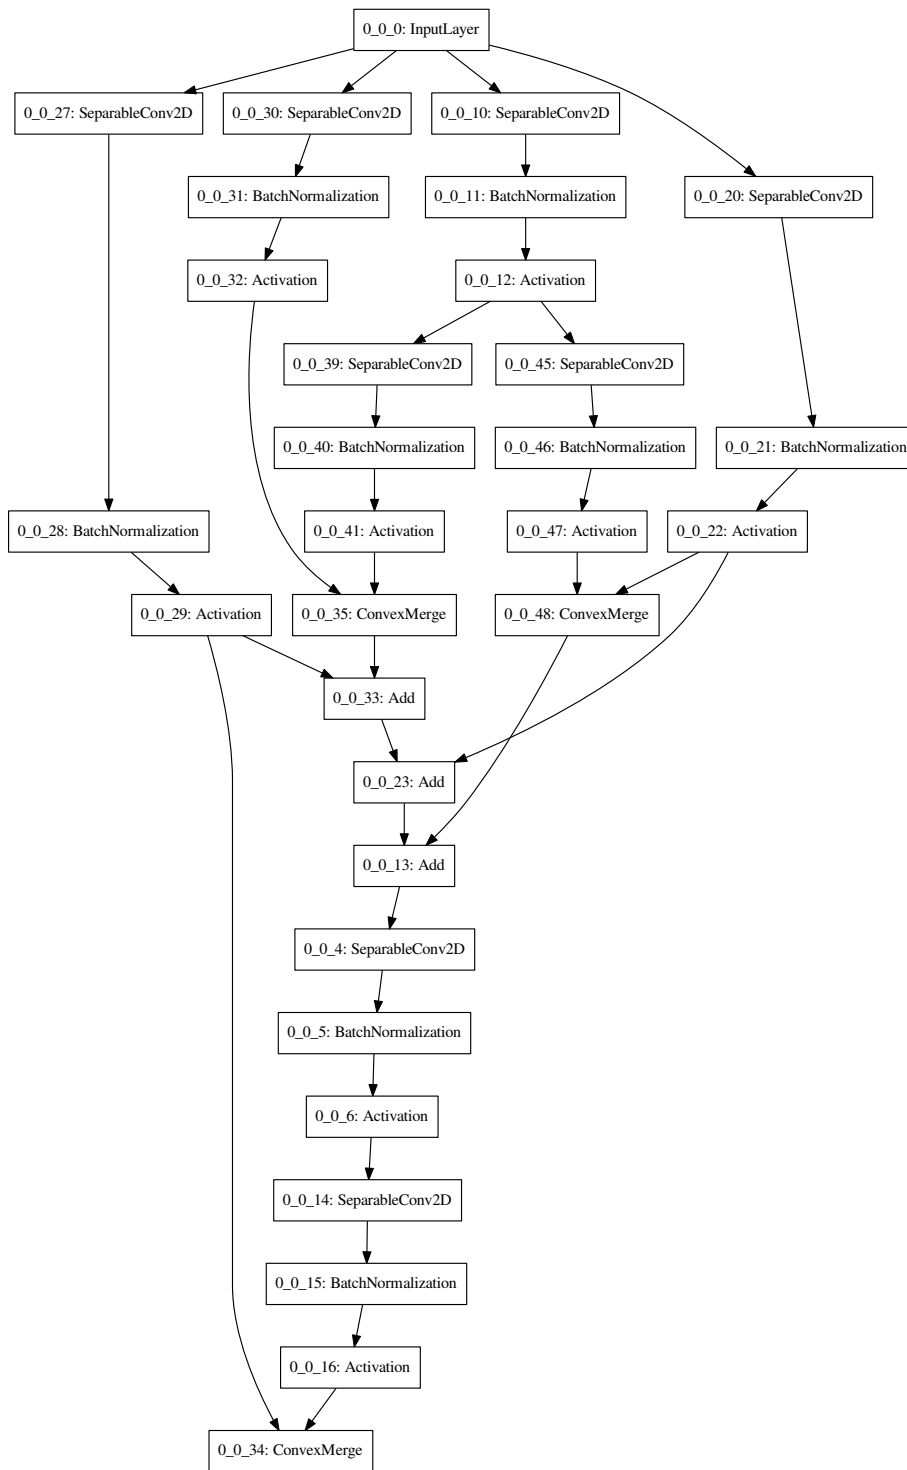 0_0_0: InputLayer
0_0_27: SeparableConv2D
0_0_30: SeparableConv2D
0_0_10: SeparableConv2D
0_0_31: BatchNormalization
0_0_11: BatchNormalization
0_0_20: SeparableConv2D
0_0_32: Activation
0_0_12: Activation
0_0_39: SeparableConv2D
0_0_45: SeparableConv2D
0_0_40: BatchNormalization
0_0_46: BatchNormalization
0_0_21: BatchNormalization
0_0_28: BatchNormalization
0_0_41: Activation
0_0_47: Activation
0_0_22: Activation
0_0_29: Activation
0_0_35: ConvexMerge
0_0_48: ConvexMerge
0_0_33: Add
0_0_23: Add
0_0_13: Add
0_0_4: SeparableConv2D
0_0_5: BatchNormalization
0_0_6: Activation
0_0_14: SeparableConv2D
0_0_15: BatchNormalization
0_0_16: Activation
0_0_34: ConvexMerge